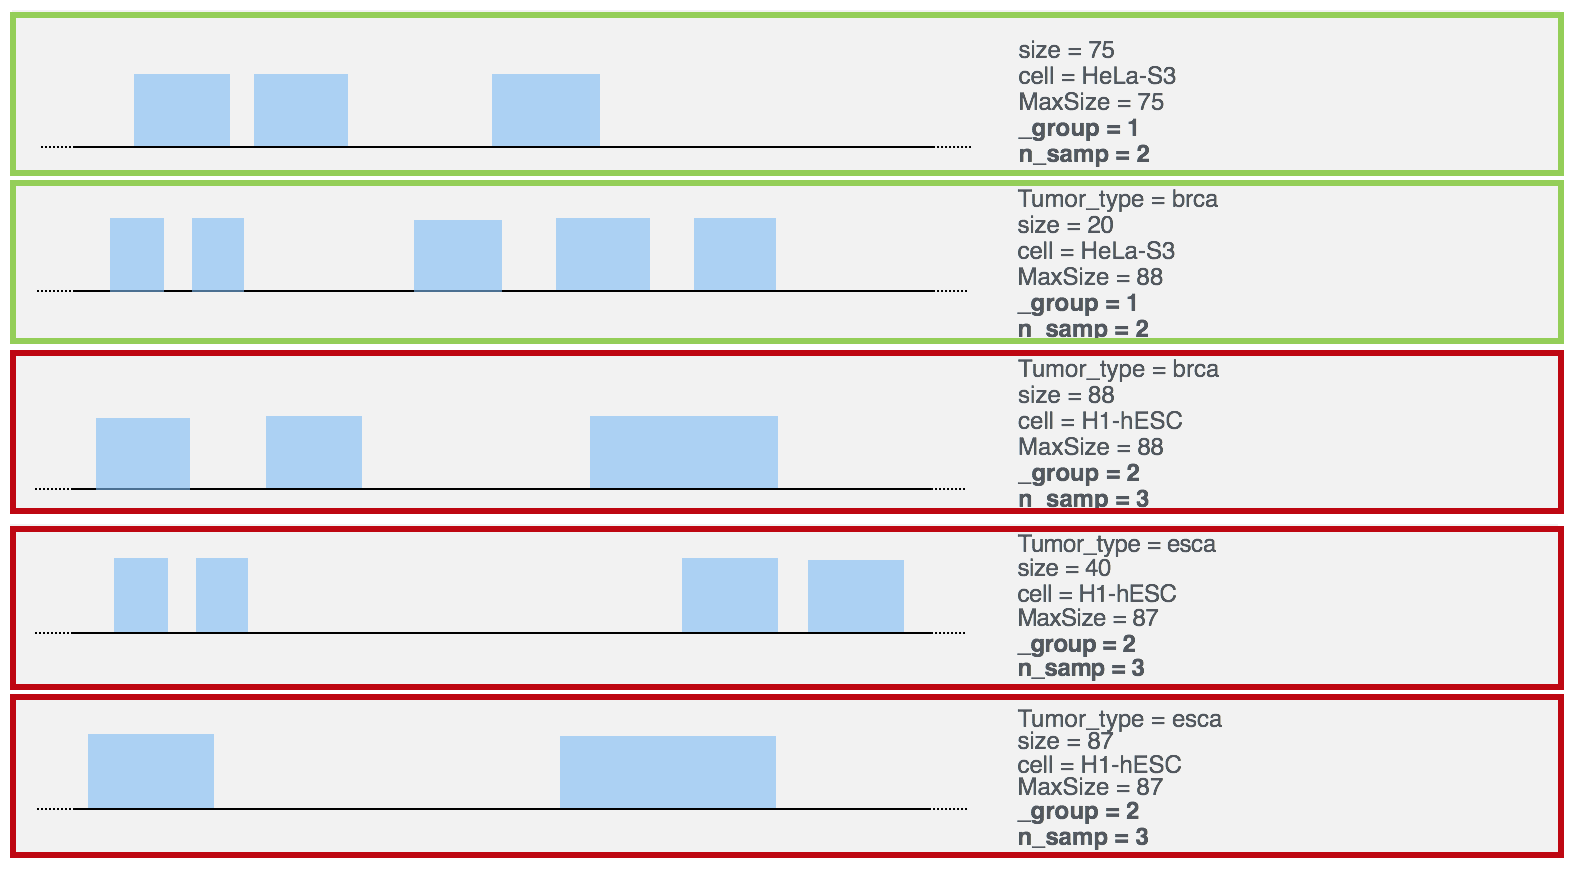 size = 75
cell = HeLa-S3
MaxSize = 75
_group = 1
n_samp = 2
Tumor_type = brca
size = 20
cell = HeLa-S3
MaxSize = 88
_group = 1
n_samp = 2
Tumor_type = brca
size = 88
cell = H1-hESC
MaxSize = 88
_group = 2
n_samp = 3
Tumor_type = esca
size = 40
cell = H1-hESC
MaxSize = 87
_group = 2
n_samp = 3
Tumor_type = esca
size = 87
cell = H1-hESC
MaxSize = 87
_group = 2
n_samp = 3